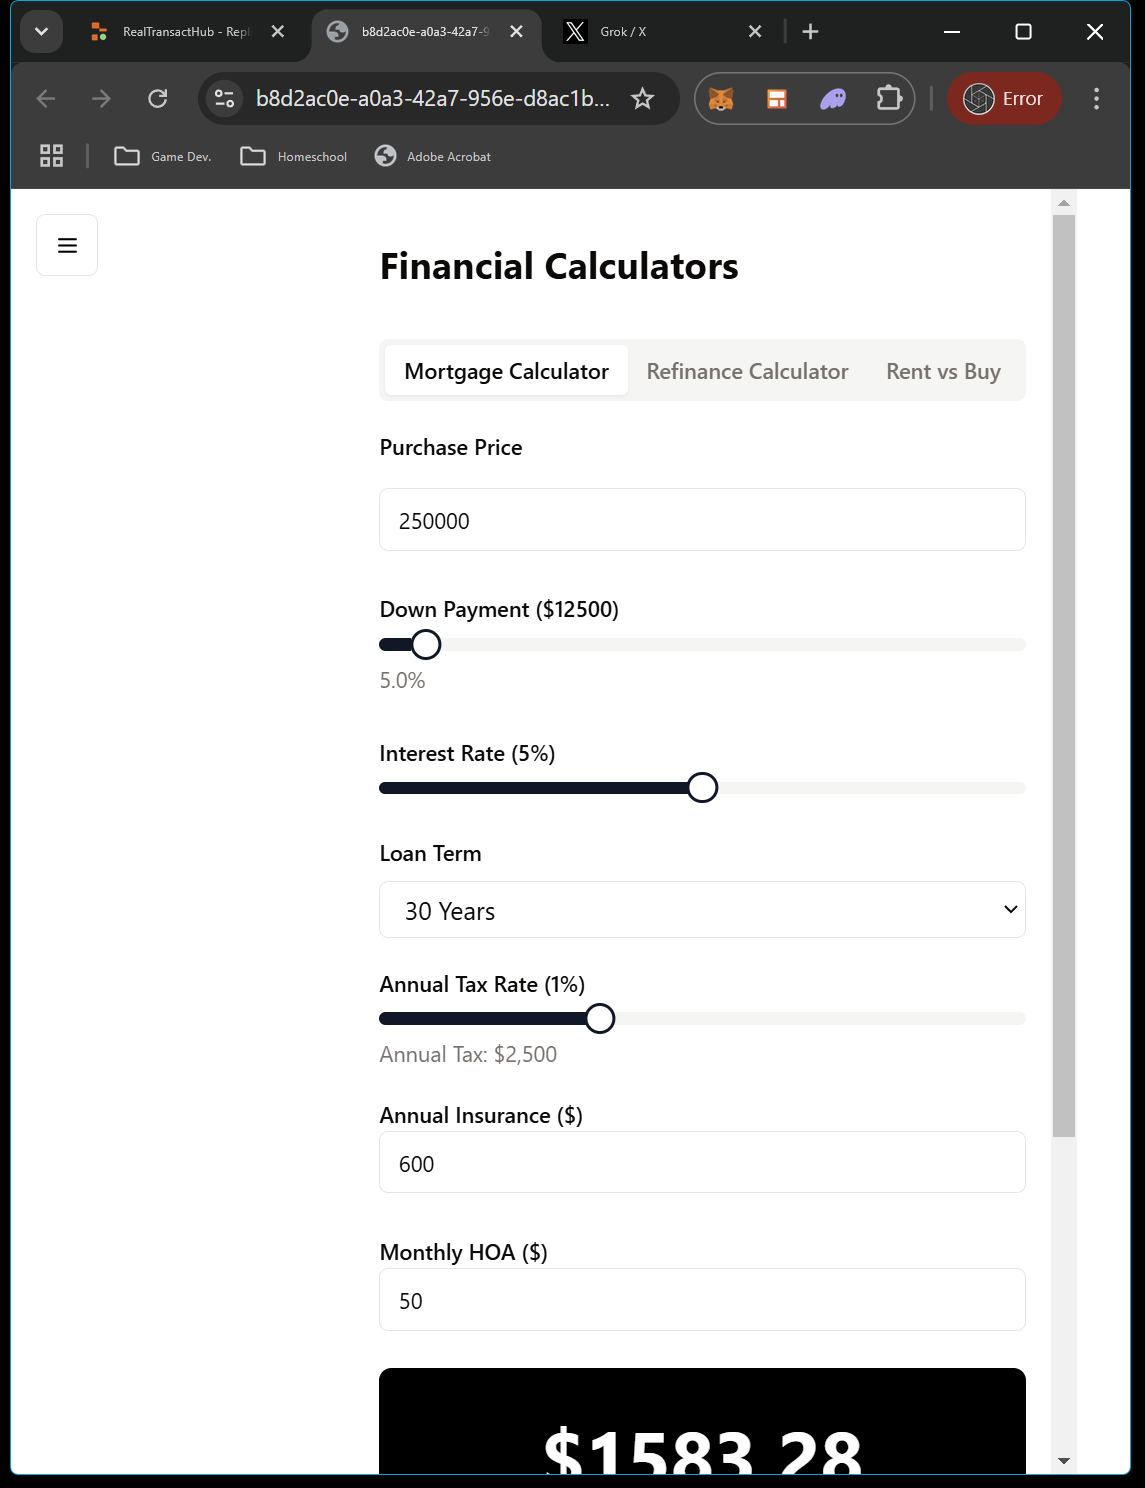 RealTransactHub - Repl
b8d2ac0e-a0a3-42a7-9
Grok / X
b8d2ac0e-a0a3-42a7-956e-d8ac1b...
Error
Game Dev.
Homeschool
Adobe Acrobat
Financial Calculators
Mortgage Calculator
Refinance Calculator
Rent vs Buy
Purchase Price
250000
Down Payment ($12500)
5.0%
Interest Rate (5%)
Loan Term
30 Years
Annual Tax Rate (1%)
Annual Tax: $2,500
Annual Insurance ($)
600
Monthly HOA ($)
50
$1583.28